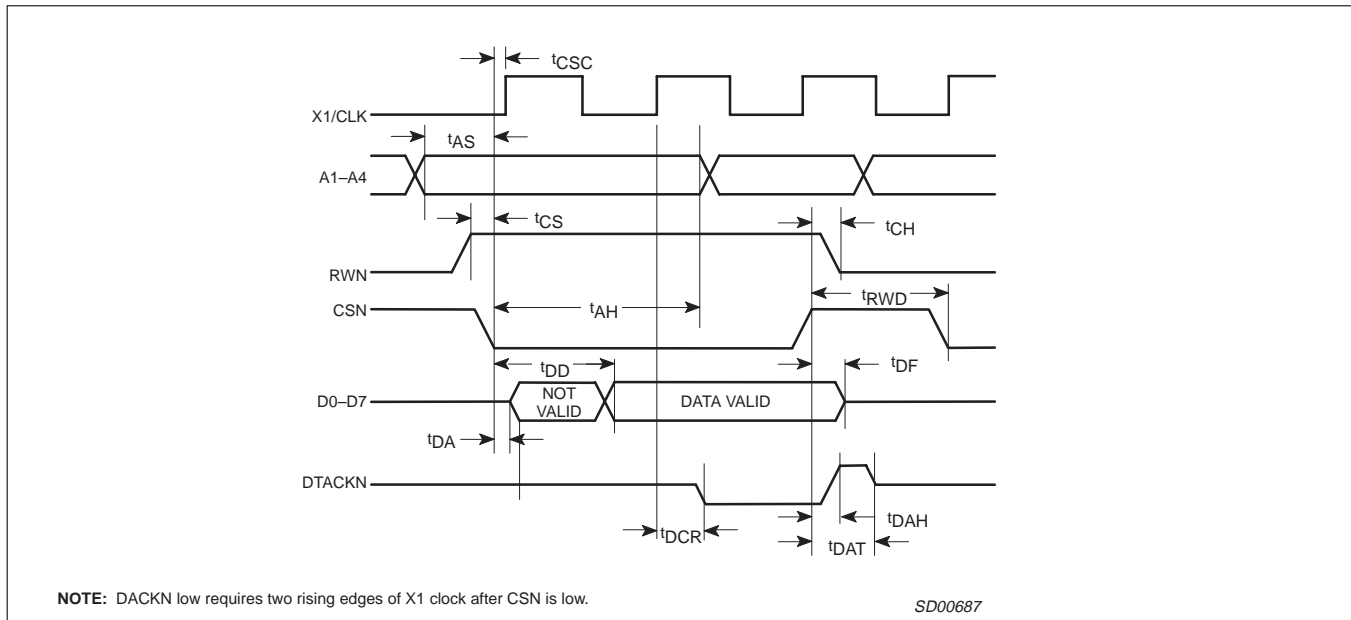 tCSC
X1/CLK
tAS
A1–A4
tCS
tCH
RWN
tRWD
CSN
tAH
tDD
tDF
D0–D7
NOT
VALID
DATA VALID
tDA
DTACKN
tDCR
tDAH
tDAT
NOTE: DACKN low requires two rising edges of X1 clock after CSN is low.
SD00687